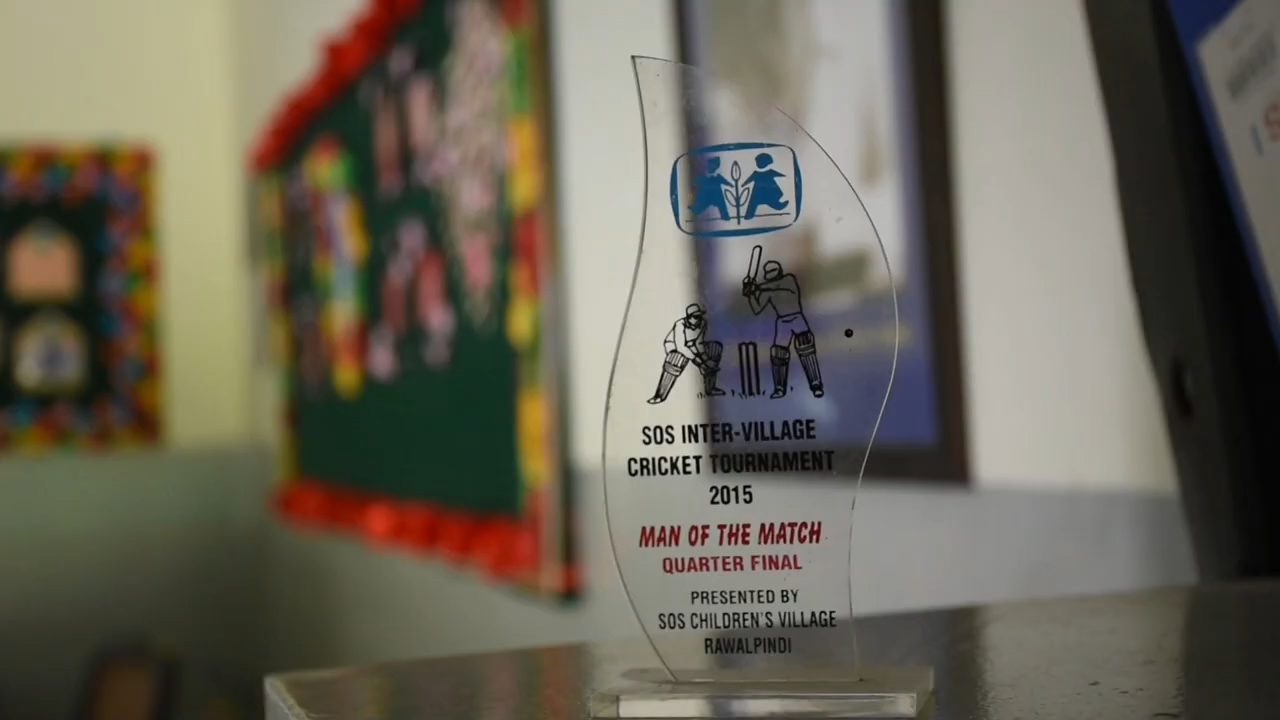 SOS INTER-VILLAGE
CRICKET TOURNAMENT
2015
MAN OF THE MATCH
QUARTER FINAL
PRESENTED BY
SOS CHILDREN'S VILLAGE
RAWALPINDI